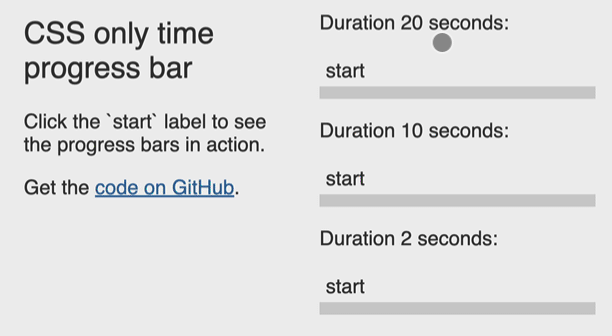 CSS only time
progress bar
Click the `start` label to see
the progress bars in action.
Get the code on GitHub.
Duration 20 seconds:
start
Duration 10 seconds:
start
Duration 2 seconds:
start